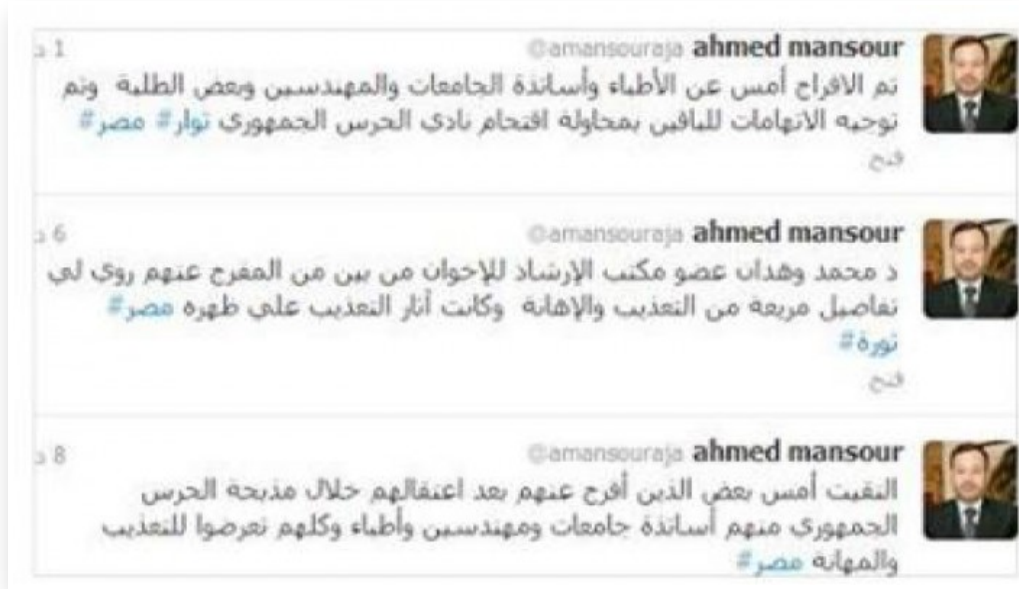 ahmed mansour @amansouraja 1 د
تم الافراج أمس عن الأطباء وأساتذة الجامعات والمهندسين وبعض الطلبة وتم
توجيه الاتهامات للباقين بمحاولة اقتحام نادي الحرس الجمهوري #ثوار #مصر
فتح
ahmed mansour @amansouraja 6 د
د محمد وهدان عضو مكتب الإرشاد للإخوان من بين من المفرج عنهم روي لي
تفاصيل مريعة من التعذيب والإهانة وكانت آثار التعذيب علي ظهره #مصر
#ثورة
فتح
ahmed mansour @amansouraja 8 د
التقيت أمس بعض الذين أفرج عنهم بعد اعتقالهم خلال مذبحة الحرس
الجمهوري منهم أساتذة جامعات ومهندسين وأطباء وكلهم تعرضوا للتعذيب
والمهانة #مصر